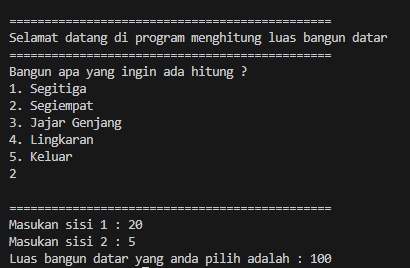 ==============================================
Selamat datang di program menghitung luas bangun datar
==============================================
Bangun apa yang ingin ada hitung ?
1. Segitiga
2. Segiempat
3. Jajar Genjang
4. Lingkaran
5. Keluar
2
==============================================
Masukan sisi 1 : 20
Masukan sisi 2 : 5
Luas bangun datar yang anda pilih adalah : 100